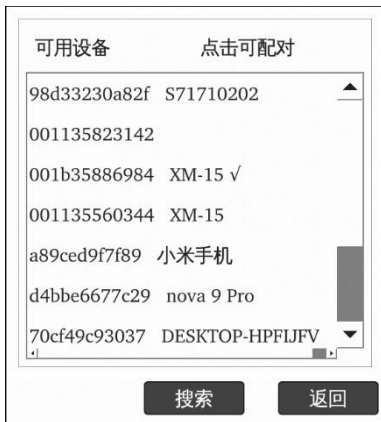 可用设备 点击可配对
98d33230a82f S71710202
001135823142
001b35886984 XM-15 √
001135560344 XM-15
a89ced9f7f89 小米手机
d4bbe6677c29 nova 9 Pro
70cf49c93037 DESKTOP-HPFIJFV
搜索 返回